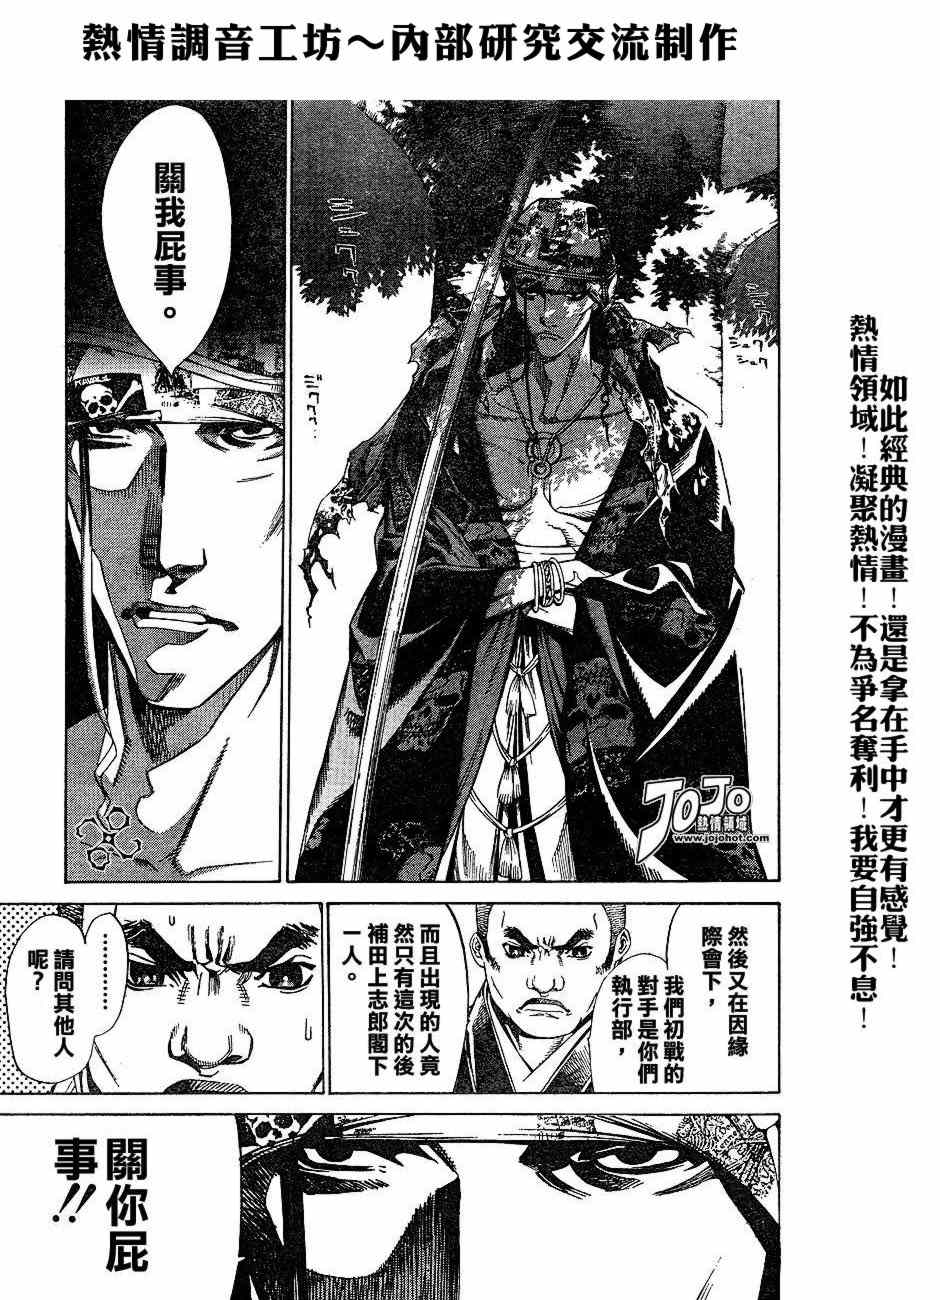 熱情調音工坊～內部研究交流制作
如此經典的漫畫！還是拿在手中才更有感覺！
熱情領域！凝聚熱情！不為爭名奪利！我要自強不息！
ミシ
ミシ
ミシ
關我屁事。
JOJO
熱情領域
www.jojohot.com
然後又在因緣
際會下，
我們初戰的
對手是你們
執行部，
而且出現的人竟
然只有這次的後
補田上志郎閣下
一人。
………
請問其他人
呢？
關你屁
事!!